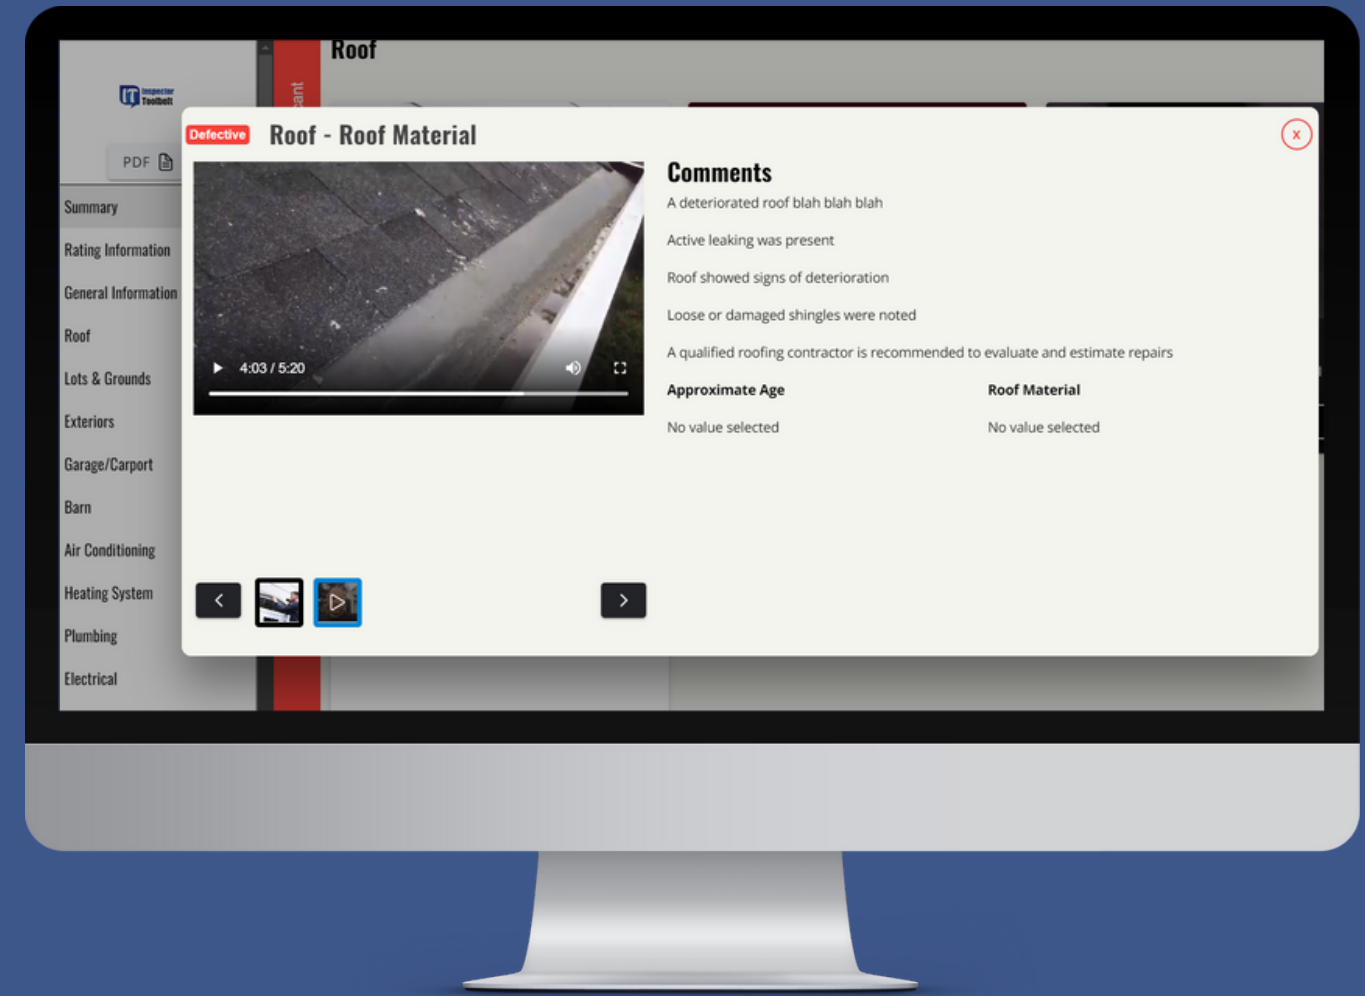 Roof
Inspector
Toolbelt
PDF
Summary
Rating Information
General Information
Roof
Lots & Grounds
Exteriors
Garage/Carport
Barn
Air Conditioning
Heating System
Plumbing
Electrical
Defective
Roof - Roof Material
X
4:03 / 5:20
Comments
A deteriorated roof blah blah blah
Active leaking was present
Roof showed signs of deterioration
Loose or damaged shingles were noted
A qualified roofing contractor is recommended to evaluate and estimate repairs
Approximate Age
Roof Material
No value selected
No value selected